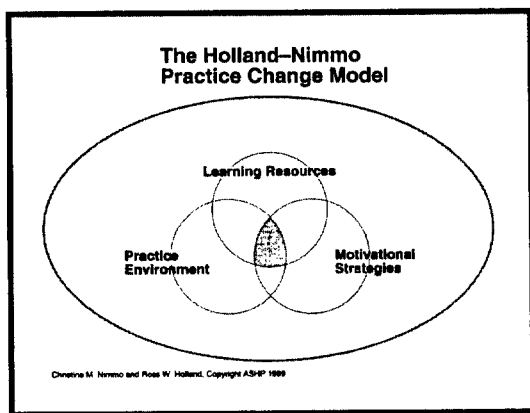 The Holland–Nimmo
Practice Change Model
Learning Resources
Practice
Environment
Motivational
Strategies
Christine M. Nimmo and Ross W. Holland, Copyright ASHP 1999